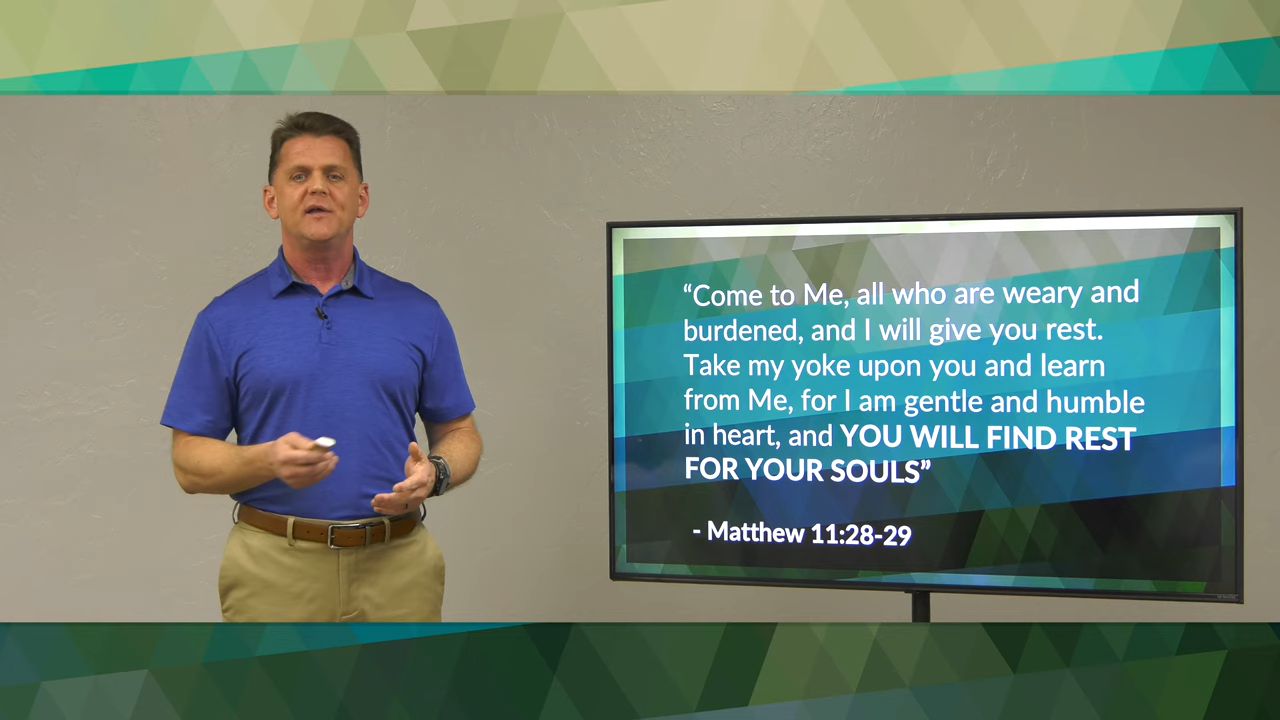 “Come to Me, all who are weary and
burdened, and I will give you rest.
Take my yoke upon you and learn
from Me, for I am gentle and humble
in heart, and YOU WILL FIND REST
FOR YOUR SOULS”
- Matthew 11:28-29